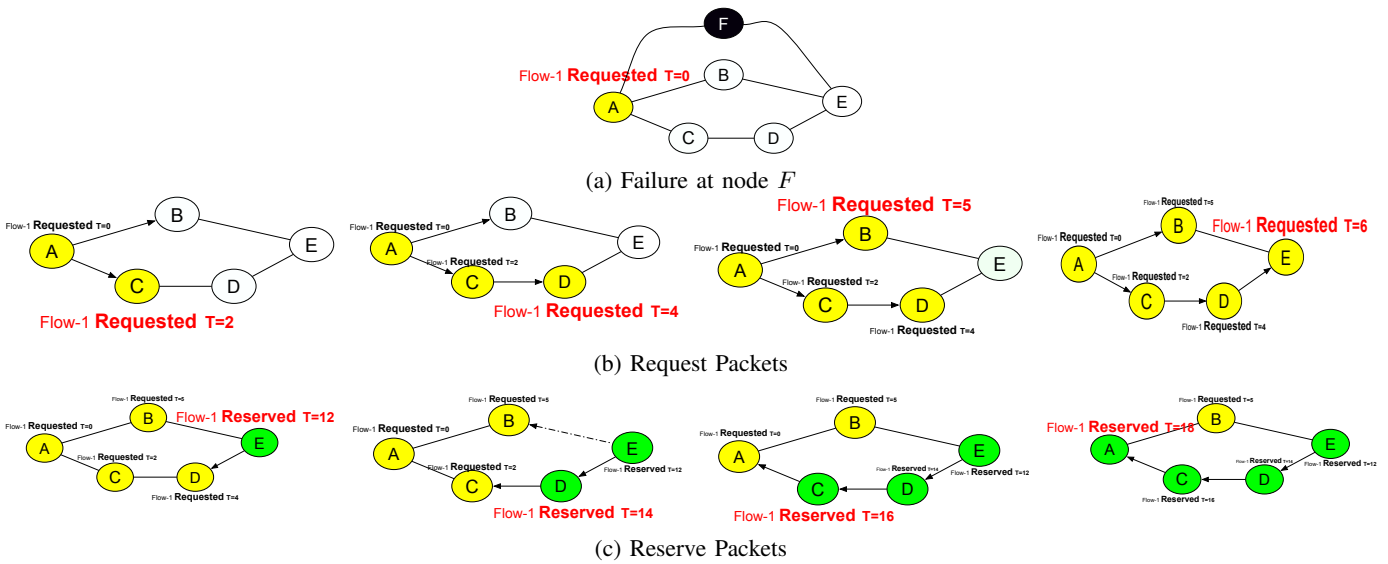 F
Flow-1 Requested T=0
B
E
A
C
D
(a) Failure at node F
Flow-1 Requested T=0
B
A
E
C
D
Flow-1 Requested T=2
Flow-1 Requested T=0
B
A
E
Flow-1 Requested T=2
C
D
Flow-1 Requested T=4
Flow-1 Requested T=5
B
Flow-1 Requested T=0
A
E
Flow-1 Requested T=2
C
D
Flow-1 Requested T=4
Flow-1 Requested T=5
B
Flow-1 Requested T=6
Flow-1 Requested T=0
A
E
Flow-1 Requested T=2
C
D
Flow-1 Requested T=4
(b) Request Packets
Flow-1 Requested T=5
B
Flow-1 Reserved T=12
Flow-1 Requested T=0
A
E
Flow-1 Requested T=2
C
D
Flow-1 Requested T=4
Flow-1 Requested T=5
B
Flow-1 Requested T=0
A
E
Flow-1 Requested T=2
Flow-1 Reserved T=12
C
D
Flow-1 Reserved T=14
Flow-1 Requested T=5
B
Flow-1 Requested T=0
A
E
Flow-1 Reserved T=14
Flow-1 Reserved T=12
C
D
Flow-1 Reserved T=16
Flow-1 Requested T=5
B
Flow-1 Reserved T=18
A
E
Flow-1 Reserved T=14
Flow-1 Reserved T=12
C
D
Flow-1 Reserved T=16
(c) Reserve Packets